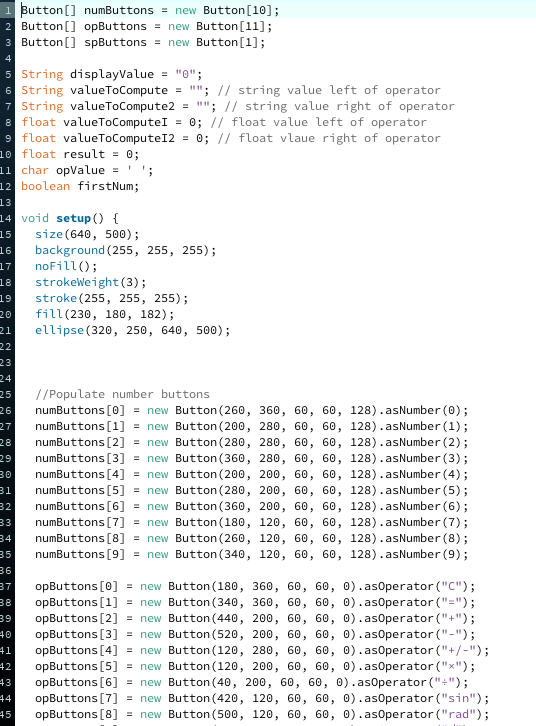 1 Button[] numButtons = new Button[10];
2 Button[] opButtons = new Button[11];
3 Button[] spButtons = new Button[1];
4
5 String displayValue = "0";
6 String valueToCompute = ""; // string value left of operator
7 String valueToCompute2 = ""; // string value right of operator
8 float valueToComputeI = 0; // float value left of operator
9 float valueToComputeI2 = 0; // float vlaue right of operator
10 float result = 0;
11 char opValue = ' ';
12 boolean firstNum;
13
14 void setup() {
15 size(640, 500);
16 background(255, 255, 255);
17 noFill();
18 strokeWeight(3);
19 stroke(255, 255, 255);
20 fill(230, 180, 182);
21 ellipse(320, 250, 640, 500);
22
23
24
25 //Populate number buttons
26 numButtons[0] = new Button(260, 360, 60, 60, 128).asNumber(0);
27 numButtons[1] = new Button(200, 280, 60, 60, 128).asNumber(1);
28 numButtons[2] = new Button(280, 280, 60, 60, 128).asNumber(2);
29 numButtons[3] = new Button(360, 280, 60, 60, 128).asNumber(3);
30 numButtons[4] = new Button(200, 200, 60, 60, 128).asNumber(4);
31 numButtons[5] = new Button(280, 200, 60, 60, 128).asNumber(5);
32 numButtons[6] = new Button(360, 200, 60, 60, 128).asNumber(6);
33 numButtons[7] = new Button(180, 120, 60, 60, 128).asNumber(7);
34 numButtons[8] = new Button(260, 120, 60, 60, 128).asNumber(8);
35 numButtons[9] = new Button(340, 120, 60, 60, 128).asNumber(9);
36
37 opButtons[0] = new Button(180, 360, 60, 60, 0).asOperator("C");
38 opButtons[1] = new Button(340, 360, 60, 60, 0).asOperator("=");
39 opButtons[2] = new Button(440, 200, 60, 60, 0).asOperator("+");
40 opButtons[3] = new Button(520, 200, 60, 60, 0).asOperator("-");
41 opButtons[4] = new Button(120, 280, 60, 60, 0).asOperator("+/-");
42 opButtons[5] = new Button(120, 200, 60, 60, 0).asOperator("×");
43 opButtons[6] = new Button(40, 200, 60, 60, 0).asOperator("÷");
44 opButtons[7] = new Button(420, 120, 60, 60, 0).asOperator("sin");
45 opButtons[8] = new Button(500, 120, 60, 60, 0).asOperator("rad");